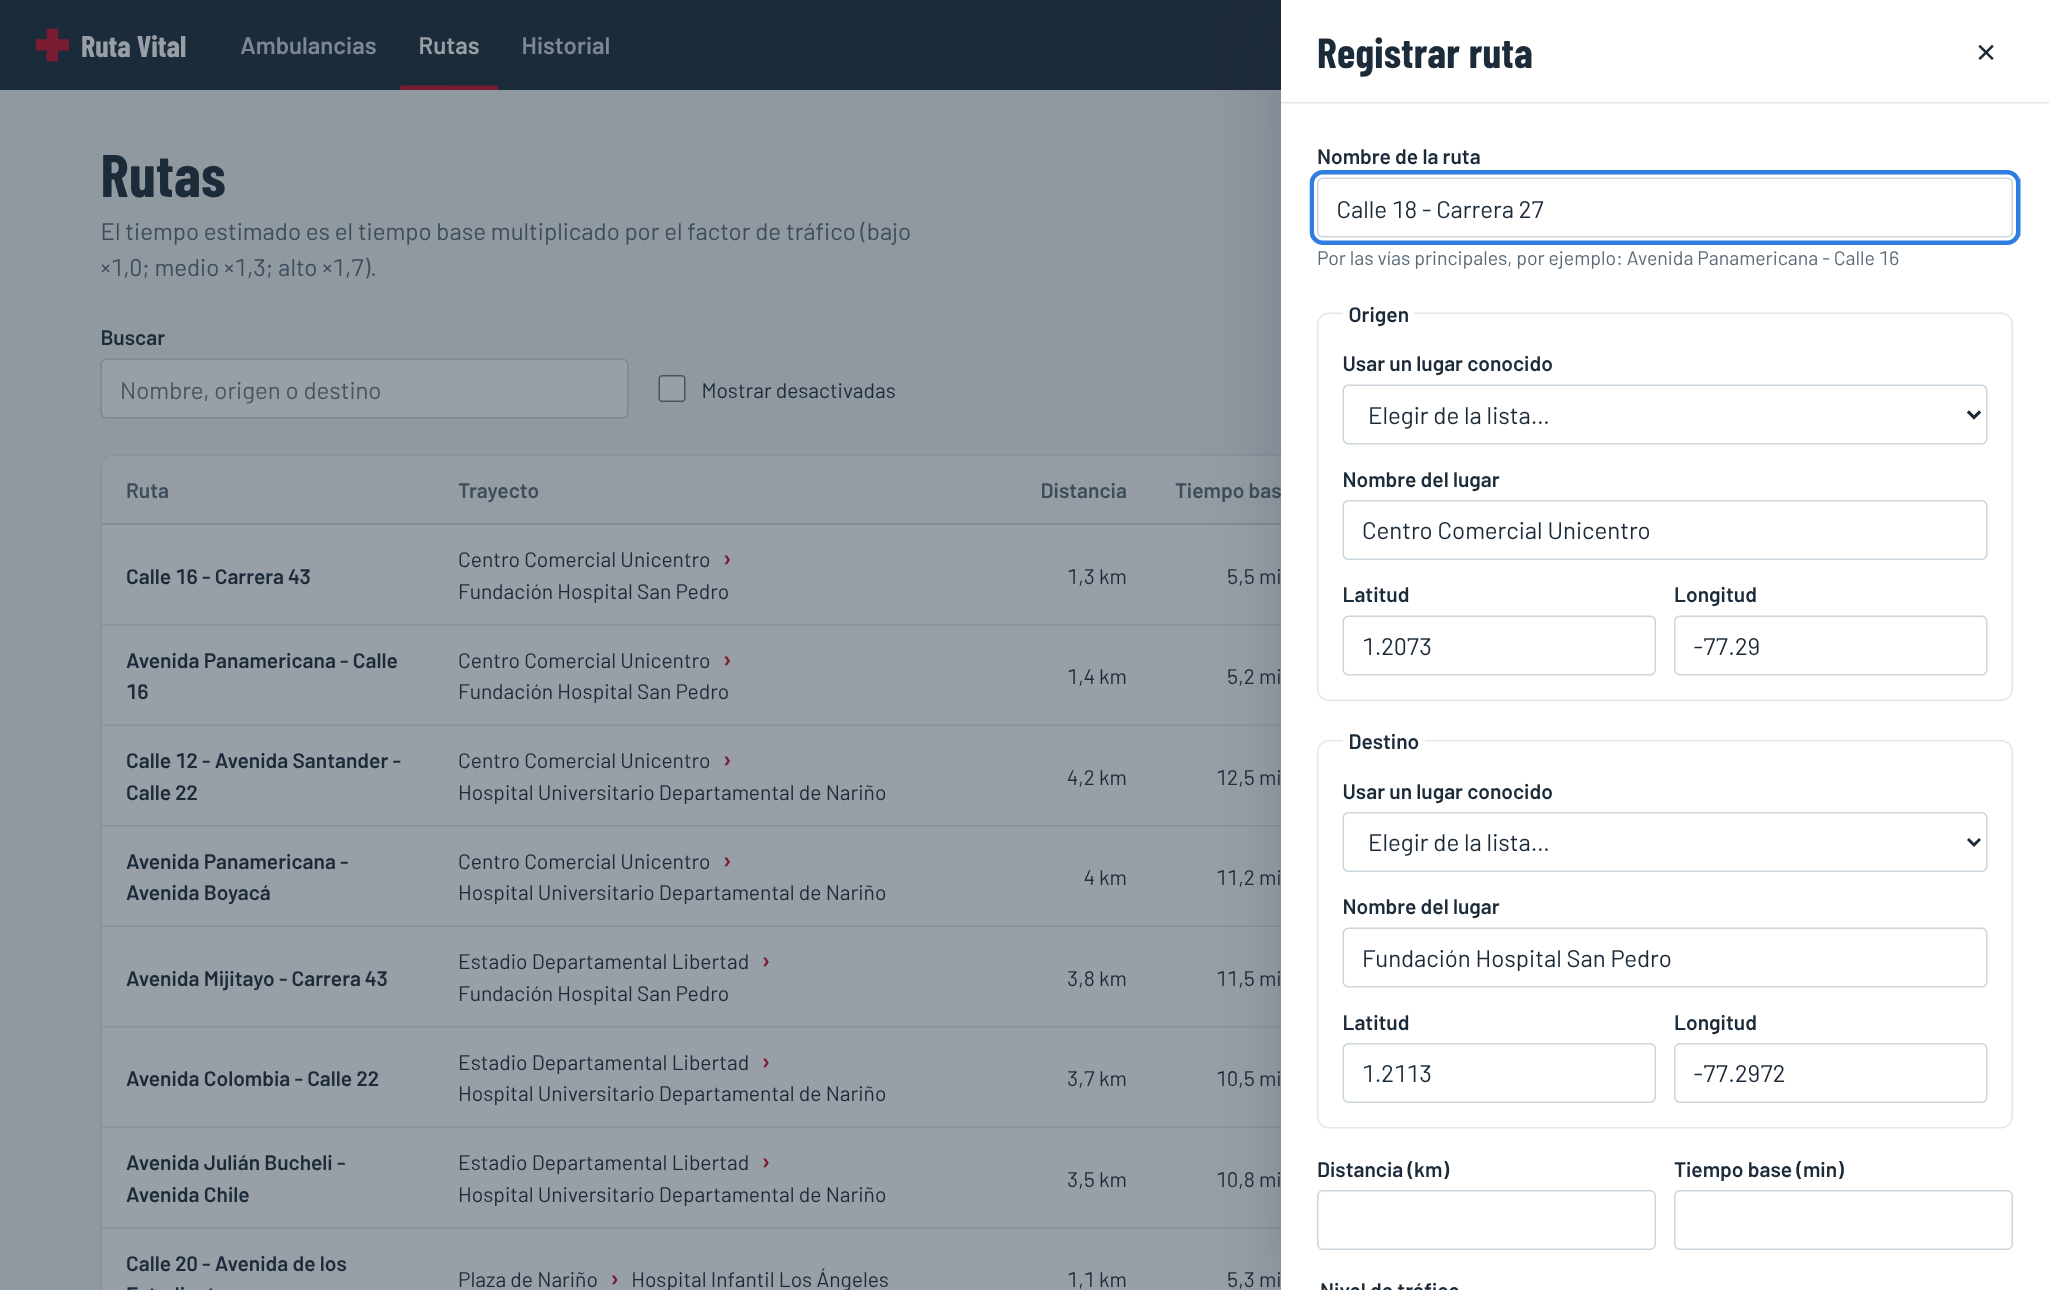 Ruta Vital
Ambulancias
Rutas
Historial
Rutas
El tiempo estimado es el tiempo base multiplicado por el factor de tráfico (bajo
×1,0; medio ×1,3; alto ×1,7).
Buscar
Nombre, origen o destino
Mostrar desactivadas
Ruta Trayecto Distancia Tiempo bas
Calle 16 - Carrera 43
Centro Comercial Unicentro ›
Fundación Hospital San Pedro
1,3 km
5,5 mi
Avenida Panamericana - Calle
16
Centro Comercial Unicentro ›
Fundación Hospital San Pedro
1,4 km
5,2 mi
Calle 12 - Avenida Santander -
Calle 22
Centro Comercial Unicentro ›
Hospital Universitario Departamental de Nariño
4,2 km
12,5 mi
Avenida Panamericana -
Avenida Boyacá
Centro Comercial Unicentro ›
Hospital Universitario Departamental de Nariño
4 km
11,2 mi
Avenida Mijitayo - Carrera 43
Estadio Departamental Libertad ›
Fundación Hospital San Pedro
3,8 km
11,5 mi
Avenida Colombia - Calle 22
Estadio Departamental Libertad ›
Hospital Universitario Departamental de Nariño
3,7 km
10,5 mi
Avenida Julián Bucheli -
Avenida Chile
Estadio Departamental Libertad ›
Hospital Universitario Departamental de Nariño
3,5 km
10,8 mi
Calle 20 - Avenida de los
Plaza de Nariño › Hospital Infantil Los Ángeles
1,1 km
5,3 mi
Registrar ruta
Nombre de la ruta
Calle 18 - Carrera 27
Por las vías principales, por ejemplo: Avenida Panamericana - Calle 16
Origen
Usar un lugar conocido
Elegir de la lista...
Nombre del lugar
Centro Comercial Unicentro
Latitud Longitud
1.2073 -77.29
Destino
Usar un lugar conocido
Elegir de la lista...
Nombre del lugar
Fundación Hospital San Pedro
Latitud Longitud
1.2113 -77.2972
Distancia (km) Tiempo base (min)
Nivel de tráfico